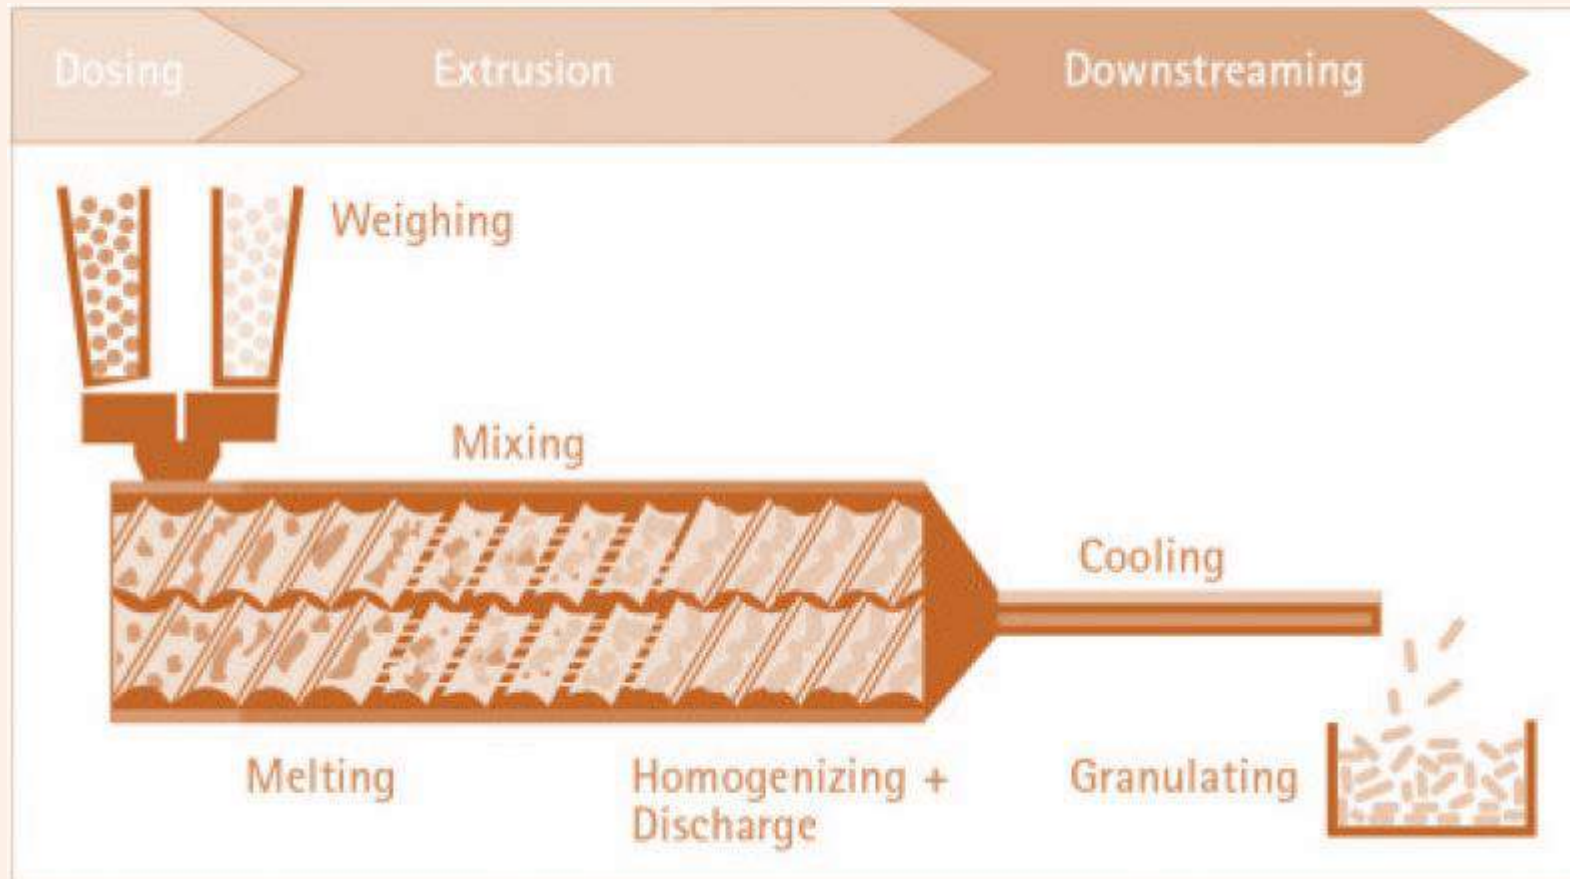 Dosing
Extrusion
Downstreaming
Weighing
Mixing
Cooling
Melting
Homogenizing +
Discharge
Granulating